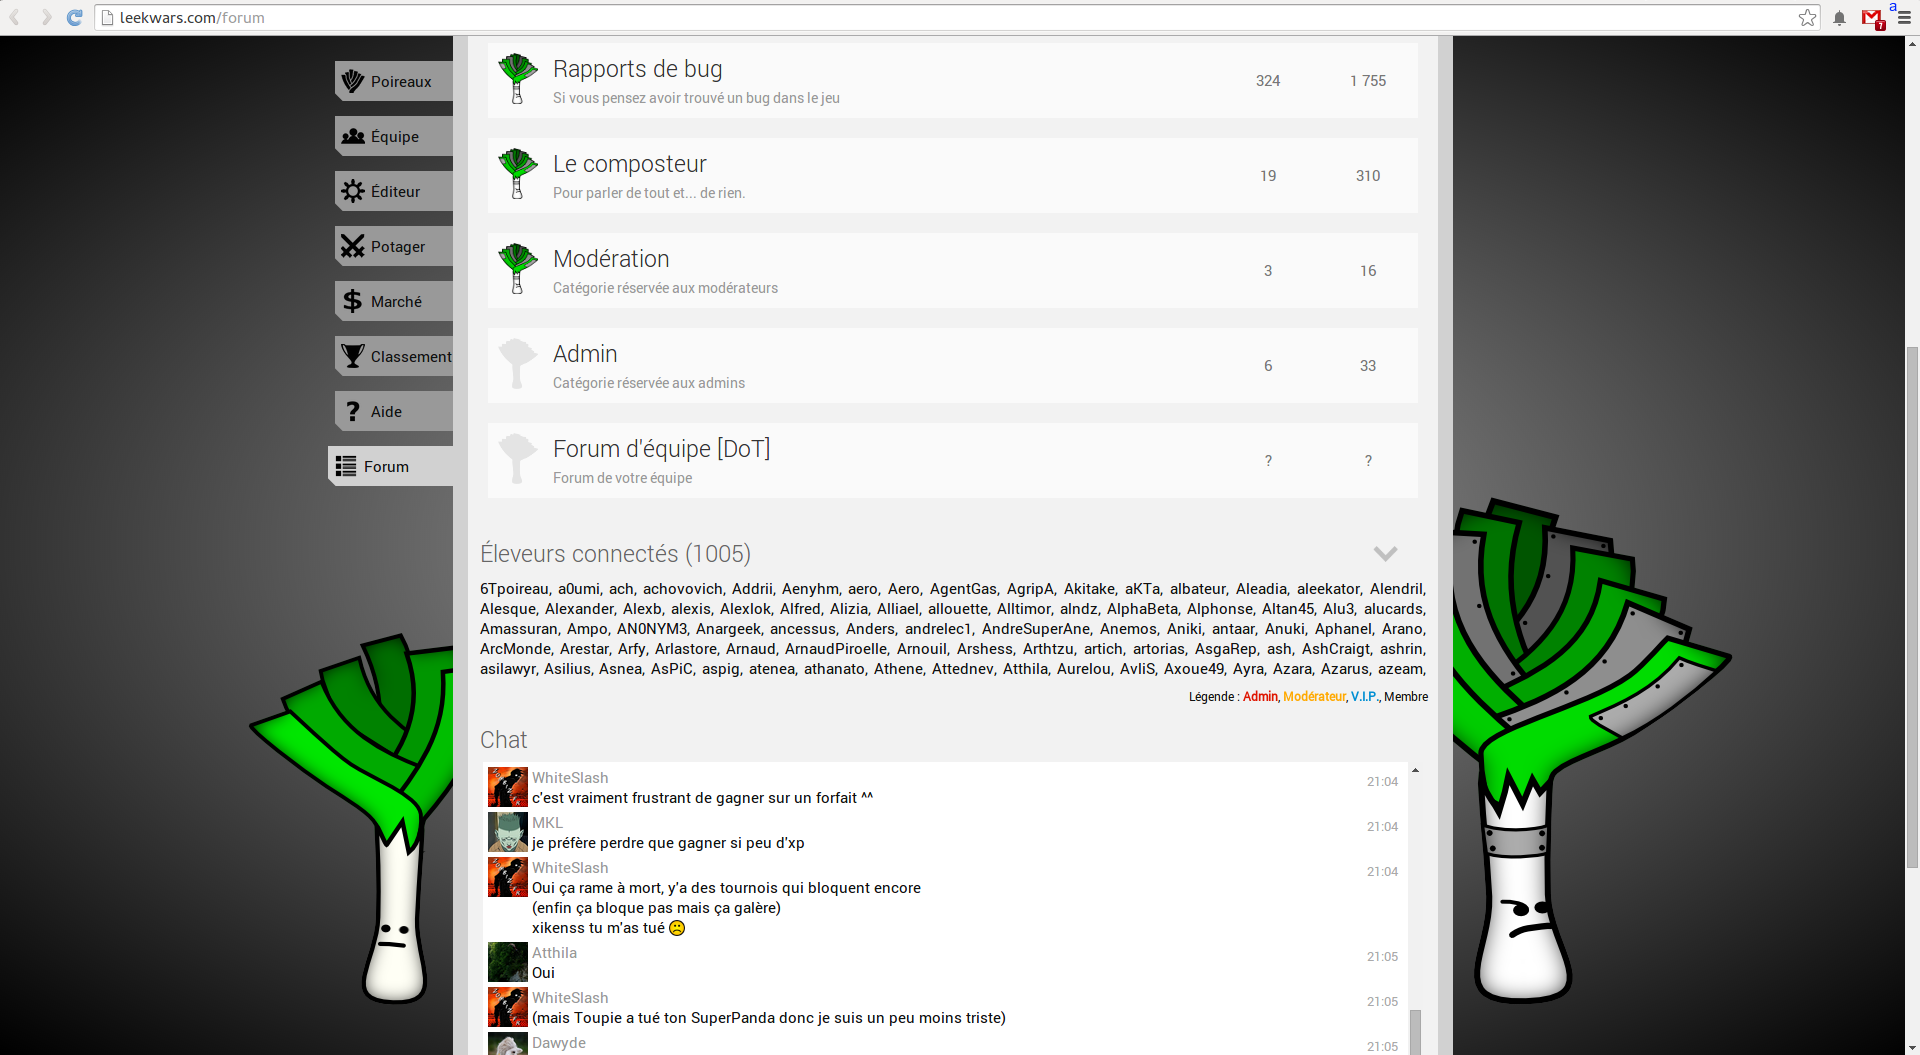 leekwars.com/forum
a
7
Poireaux
Équipe
Éditeur
Potager
Marché
Classement
Aide
Forum
Rapports de bug
Si vous pensez avoir trouvé un bug dans le jeu
324
1 755
Le composteur
Pour parler de tout et... de rien.
19
310
Modération
Catégorie réservée aux modérateurs
3
16
Admin
Catégorie réservée aux admins
6
33
Forum d'équipe [DoT]
Forum de votre équipe
?
?
Éleveurs connectés (1005)
6Tpoireau, a0umi, ach, achovovich, Addrii, Aenyhm, aero, Aero, AgentGas, AgripA, Akitake, aKTa, albateur, Aleadia, aleekator, Alendril,
Alesque, Alexander, Alexb, alexis, Alexlok, Alfred, Alizia, Alliael, allouette, Alltimor, alndz, AlphaBeta, Alphonse, Altan45, Alu3, alucards,
Amassuran, Ampo, AN0NYM3, Anargeek, ancessus, Anders, andrelec1, AndreSuperAne, Anemos, Aniki, antaar, Anuki, Aphanel, Arano,
ArcMonde, Arestar, Arfy, Arlastore, Arnaud, ArnaudPiroelle, Arnouil, Arshess, Arthtzu, artich, artorias, AsgaRep, ash, AshCraigt, ashrin,
asilawyr, Asilius, Asnea, AsPiC, aspig, atenea, athanato, Athene, Attednev, Atthila, Aurelou, AvliS, Axoue49, Ayra, Azara, Azarus, azeam,
Légende : Admin, Modérateur, V.I.P., Membre
Chat
WhiteSlash
21:04
c'est vraiment frustrant de gagner sur un forfait ^^
MKL
21:04
je préfère perdre que gagner si peu d'xp
WhiteSlash
21:04
Oui ça rame à mort, y'a des tournois qui bloquent encore
(enfin ça bloque pas mais ça galère)
xikenss tu m'as tué
Atthila
21:05
Oui
WhiteSlash
21:05
(mais Toupie a tué ton SuperPanda donc je suis un peu moins triste)
Dawyde
21:05